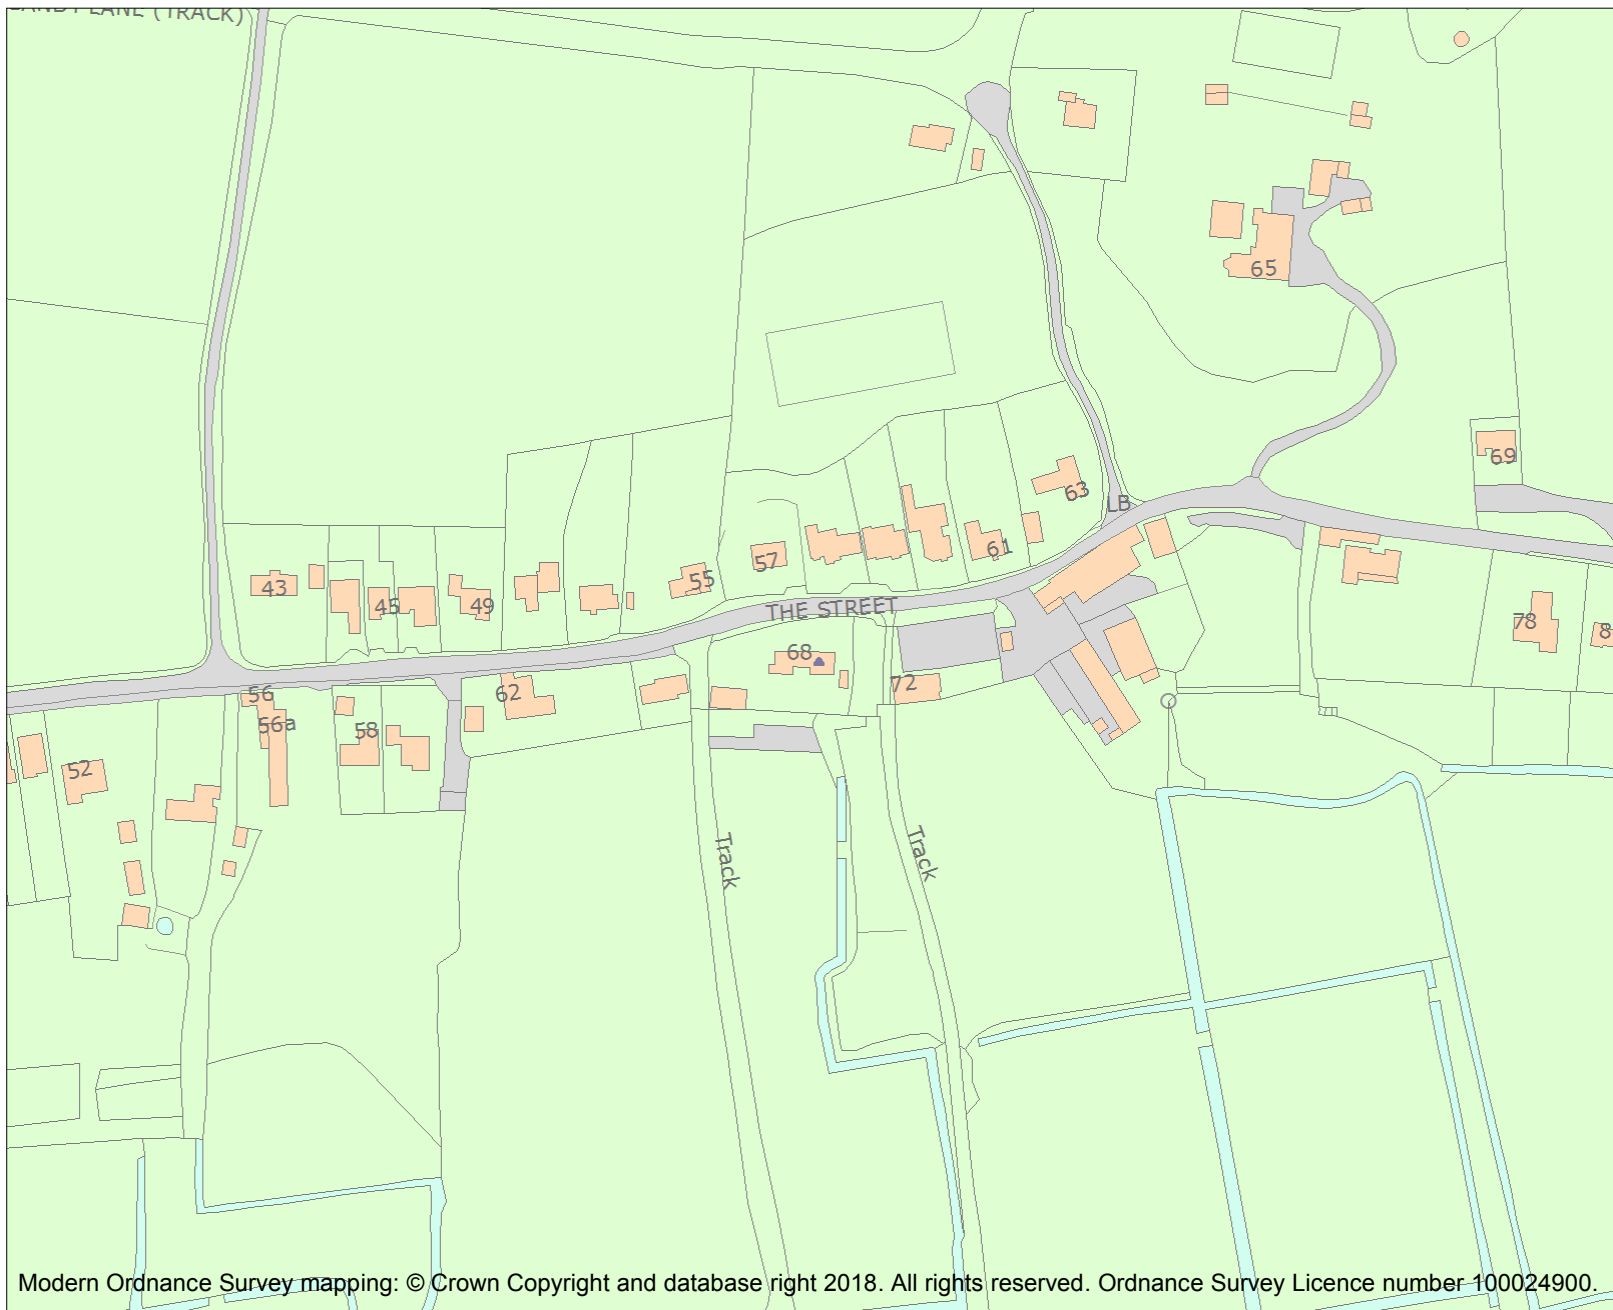 LANE (TRACK)
65
69
63
LB
61
57
55
43
45
49
THE STREET
78
8
68
72
62
56
56a
58
52
Track
Track
Modern Ordnance Survey mapping: © Crown Copyright and database right 2018. All rights reserved. Ordnance Survey Licence number 100024900.